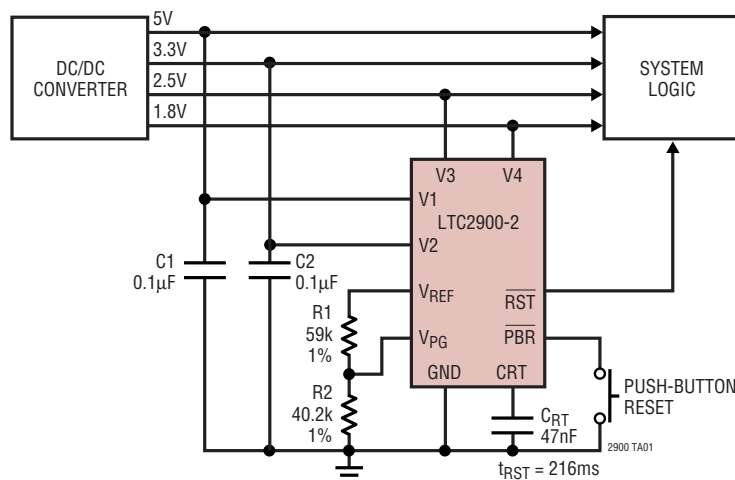 5V
3.3V
2.5V
1.8V
DC/DC
CONVERTER
SYSTEM
LOGIC
V3
V4
V1
LTC2900-2
V2
C1
0.1µF
C2
0.1µF
VREF
RST
R1
59k
1%
VPG
PBR
GND
CRT
R2
40.2k
1%
CRT
47nF
PUSH-BUTTON
RESET
2900 TA01
tRST = 216ms